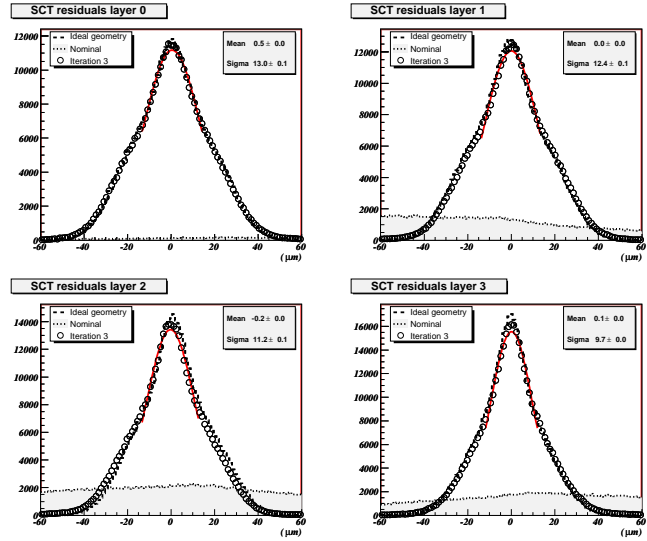 SCT residuals layer 0
12000
10000
8000
6000
4000
2000
0
-60 -40 -20 0 20 40 60
(μm)
Ideal geometry
Nominal
Iteration 3
Mean 0.5 ± 0.0
Sigma 13.0 ± 0.1
SCT residuals layer 1
12000
10000
8000
6000
4000
2000
0
-60 -40 -20 0 20 40 60
(μm)
Ideal geometry
Nominal
Iteration 3
Mean 0.0 ± 0.0
Sigma 12.4 ± 0.1
SCT residuals layer 2
14000
12000
10000
8000
6000
4000
2000
0
-60 -40 -20 0 20 40 60
(μm)
Ideal geometry
Nominal
Iteration 3
Mean -0.2 ± 0.0
Sigma 11.2 ± 0.1
SCT residuals layer 3
16000
14000
12000
10000
8000
6000
4000
2000
0
-60 -40 -20 0 20 40 60
(μm)
Ideal geometry
Nominal
Iteration 3
Mean 0.1 ± 0.0
Sigma 9.7 ± 0.0